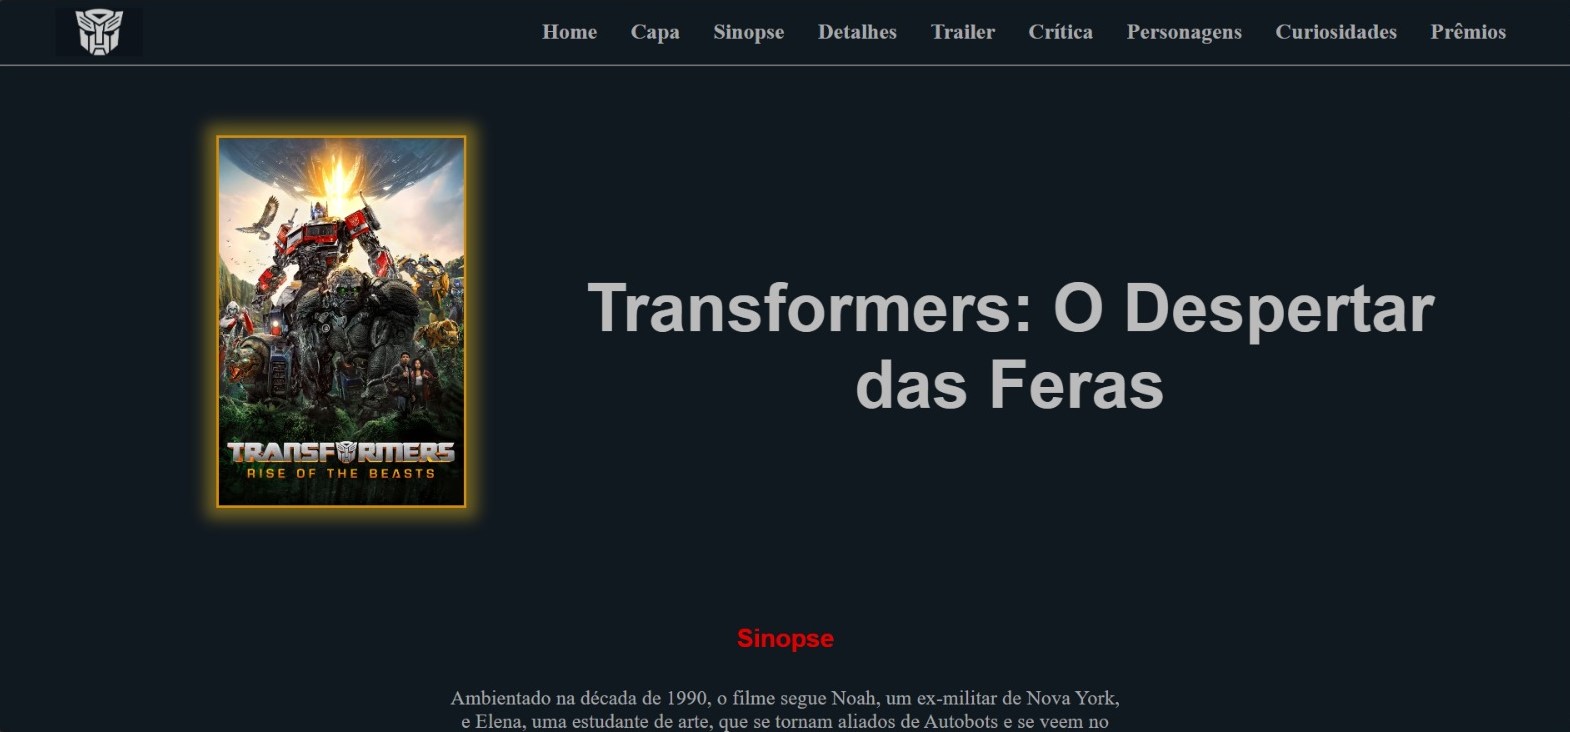 Home Capa Sinopse Detalhes Trailer Crítica Personagens Curiosidades Prêmios
TRANSFORMERS
RISE OF THE BEASTS
Transformers: O Despertar
das Feras
Sinopse
Ambientado na década de 1990, o filme segue Noah, um ex-militar de Nova York,
e Elena, uma estudante de arte, que se tornam aliados de Autobots e se veem no